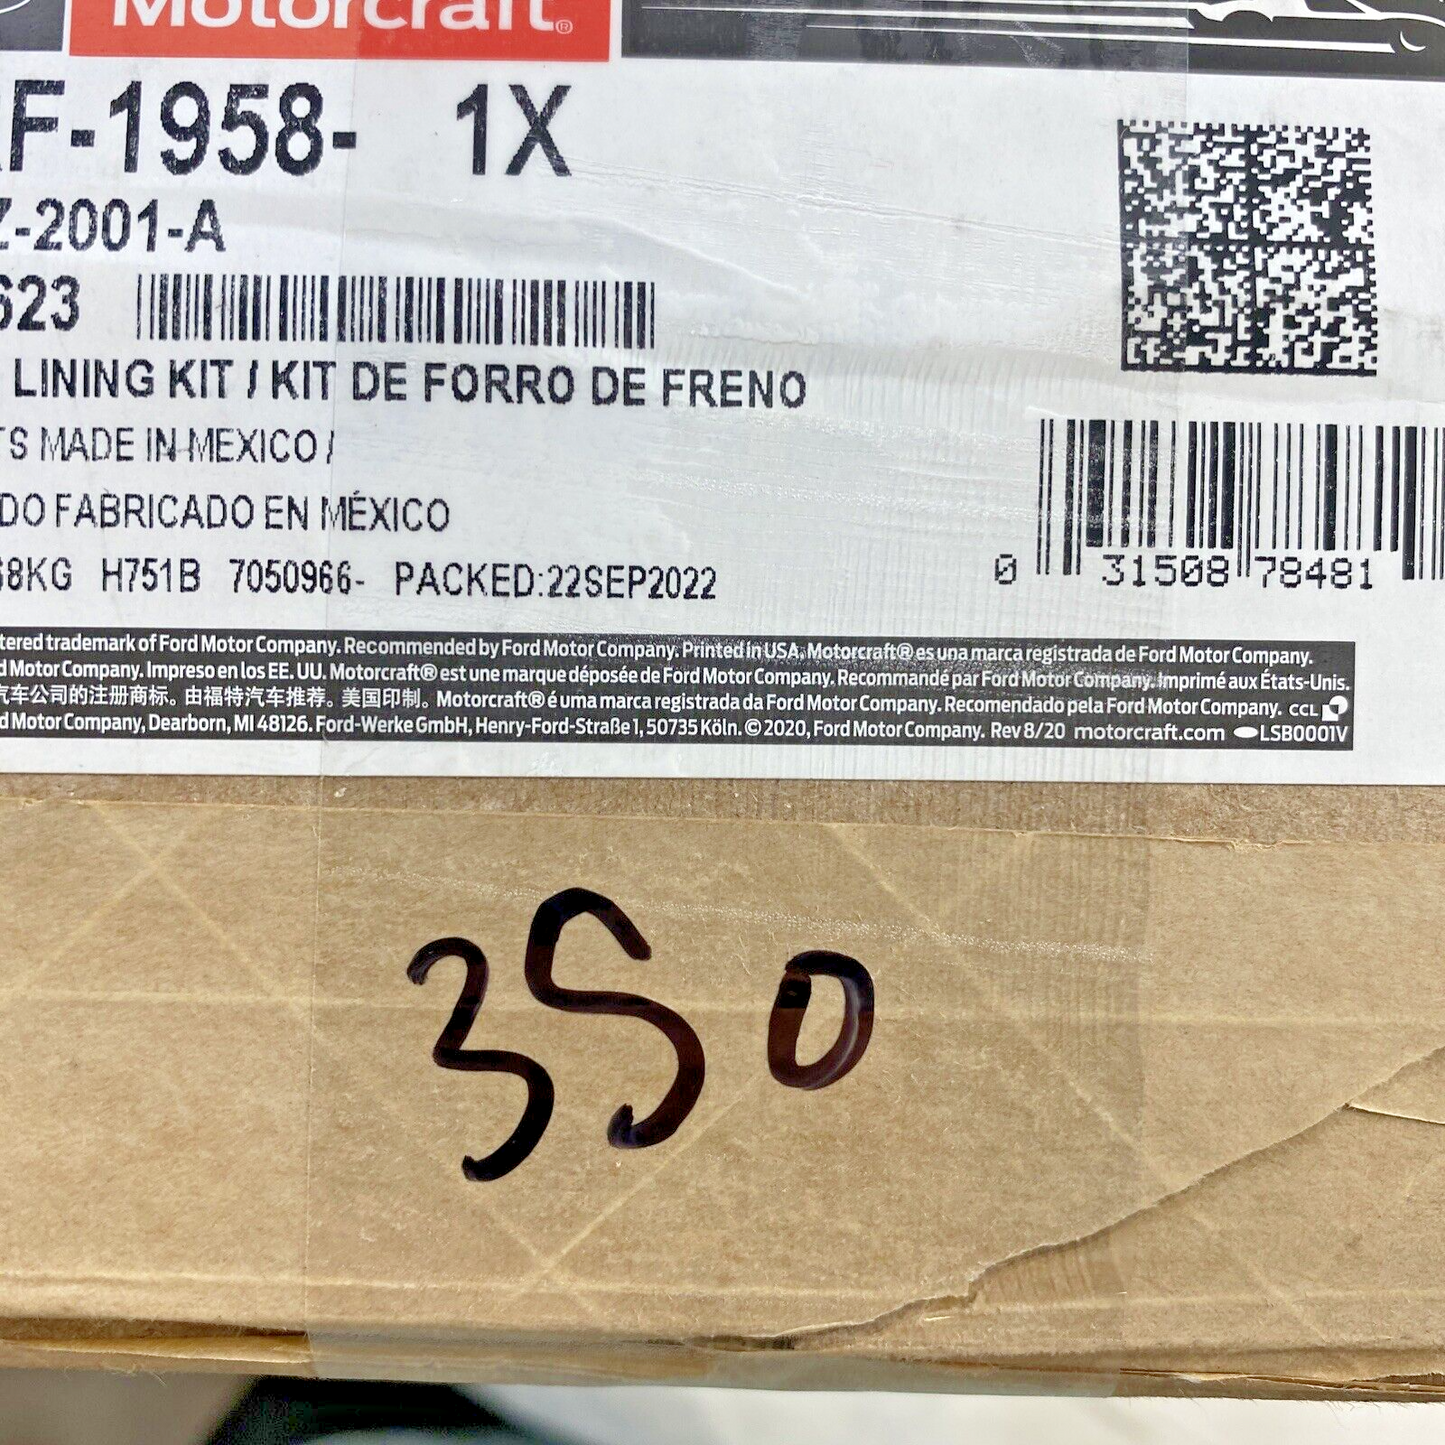 Motorcraft®
RF-1958- 1X
Z-2001-A
623
LINING KIT / KIT DE FORRO DE FRENO
TS MADE IN MEXICO /
DO FABRICADO EN MÉXICO
68KG H751B 7050966- PACKED:22SEP2022
0 31508 78481
tered trademark of Ford Motor Company. Recommended by Ford Motor Company. Printed in USA. Motorcraft® es una marca registrada de Ford Motor Company.
d Motor Company. Impreso en los EE. UU. Motorcraft® est une marque déposée de Ford Motor Company. Recommandé par Ford Motor Company. Imprimé aux États-Unis.
汽车公司的注册商标。由福特汽车推荐。美国印制。Motorcraft® é uma marca registrada da Ford Motor Company. Recomendado pela Ford Motor Company. CCL
d Motor Company, Dearborn, MI 48126. Ford-Werke GmbH, Henry-Ford-Straße 1, 50735 Köln. © 2020, Ford Motor Company. Rev 8/20 motorcraft.com LSB0001V
350